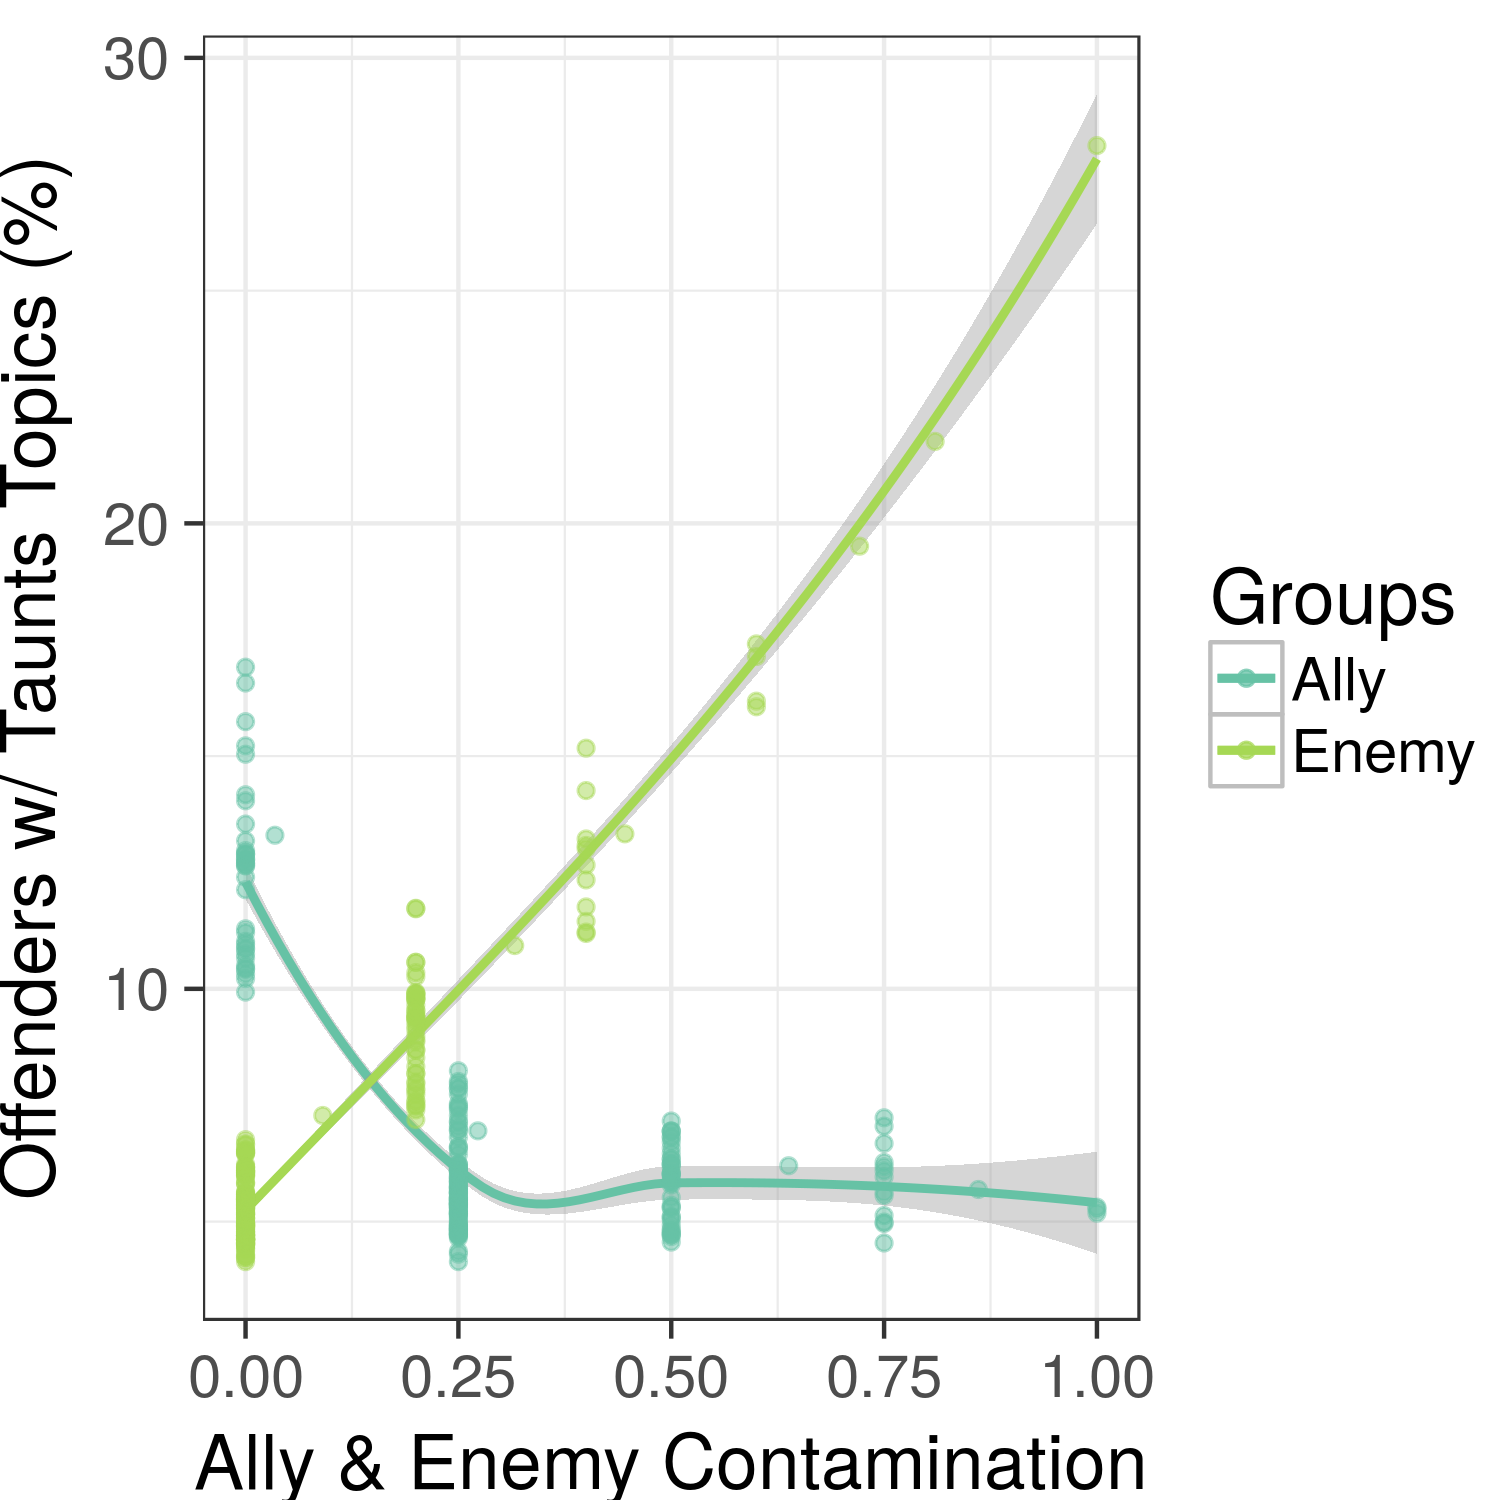 Offenders w/ Taunts Topics (%)
30
20
10
0.00 0.25 0.50 0.75 1.00
Ally & Enemy Contamination
Groups
Ally
Enemy